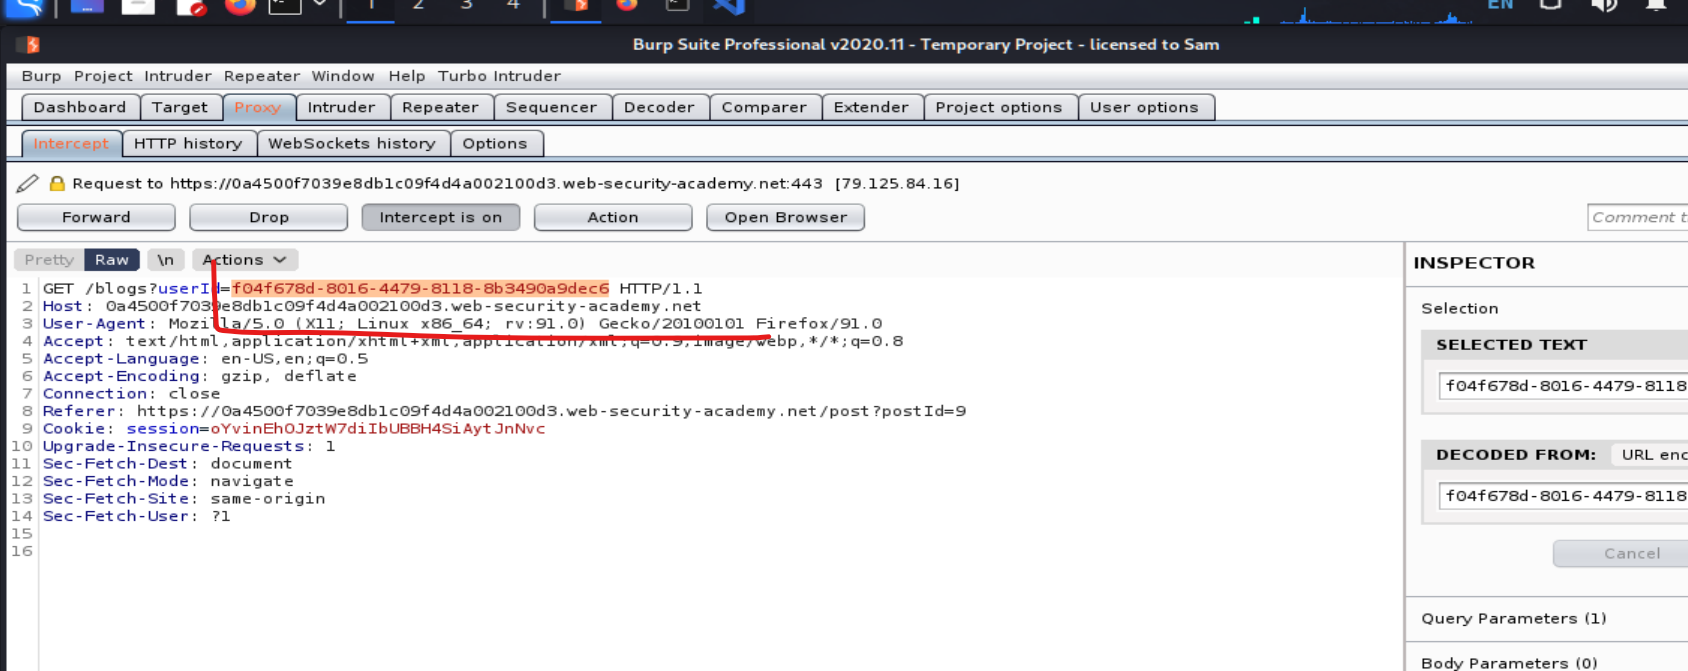 1 2 3 4 EN
Burp Suite Professional v2020.11 - Temporary Project - licensed to Sam
Burp Project Intruder Repeater Window Help Turbo Intruder
Dashboard Target Proxy Intruder Repeater Sequencer Decoder Comparer Extender Project options User options
Intercept HTTP history WebSockets history Options
Request to https://0a4500f7039e8db1c09f4d4a002100d3.web-security-academy.net:443 [79.125.84.16]
Forward Drop Intercept is on Action Open Browser Comment t
Pretty Raw \n Actions
1 GET /blogs?userId=f04f678d-8016-4479-8118-8b3490a9dec6 HTTP/1.1
2 Host: 0a4500f7039e8db1c09f4d4a002100d3.web-security-academy.net
3 User-Agent: Mozilla/5.0 (X11; Linux x86_64; rv:91.0) Gecko/20100101 Firefox/91.0
4 Accept: text/html,application/xhtml+xml,application/xml;q=0.9,image/webp,*/*;q=0.8
5 Accept-Language: en-US,en;q=0.5
6 Accept-Encoding: gzip, deflate
7 Connection: close
8 Referer: https://0a4500f7039e8db1c09f4d4a002100d3.web-security-academy.net/post?postId=9
9 Cookie: session=oYvinEhOJztW7diIbUBBH4SiAytJnNvc
10 Upgrade-Insecure-Requests: 1
11 Sec-Fetch-Dest: document
12 Sec-Fetch-Mode: navigate
13 Sec-Fetch-Site: same-origin
14 Sec-Fetch-User: ?1
15
16
INSPECTOR
Selection
SELECTED TEXT
f04f678d-8016-4479-8118
DECODED FROM: URL enc
f04f678d-8016-4479-8118
Cancel
Query Parameters (1)
Body Parameters (0)